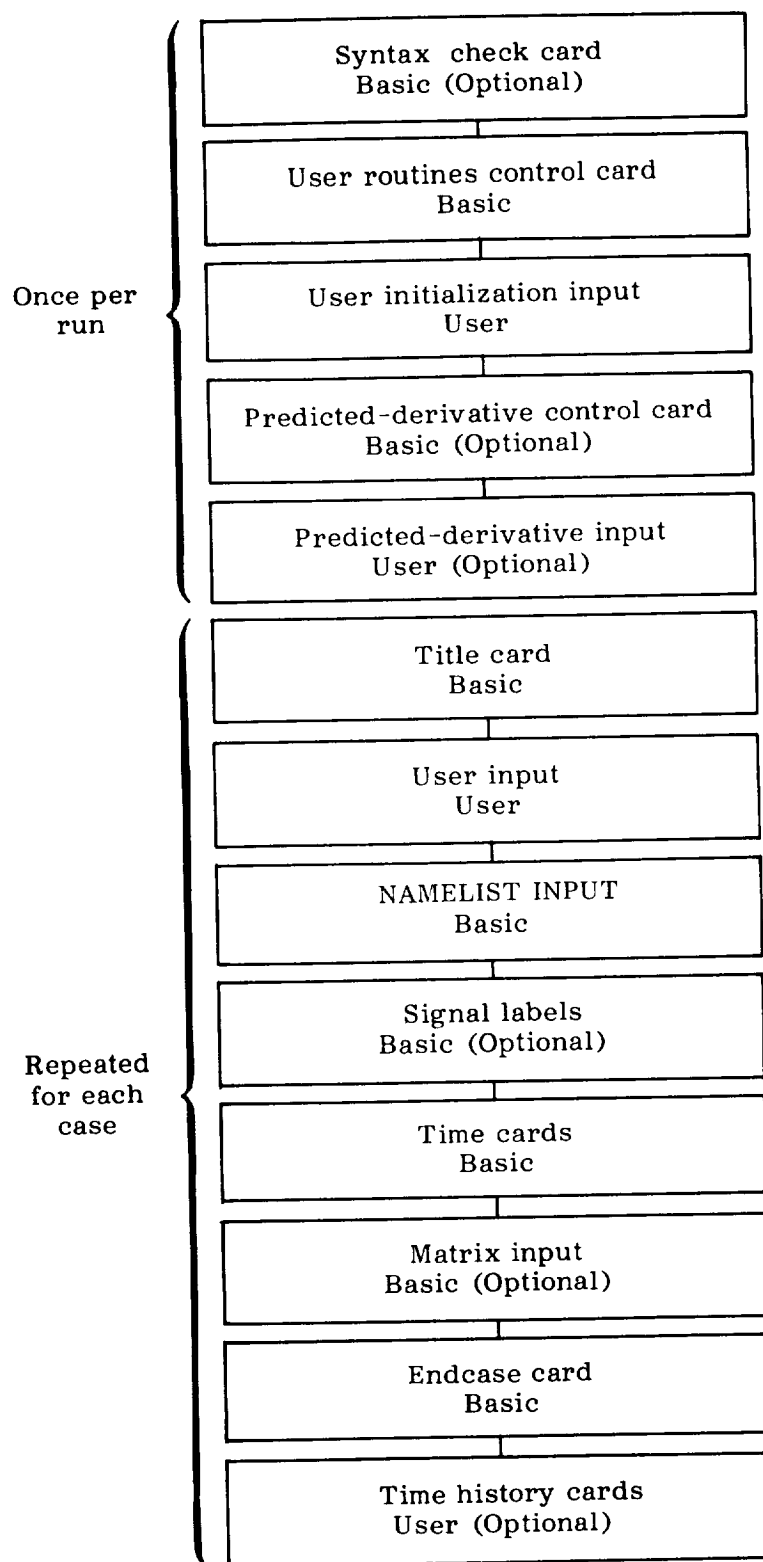 Syntax check card
Basic (Optional)
User routines control card
Basic
Once per
run
User initialization input
User
Predicted-derivative control card
Basic (Optional)
Predicted-derivative input
User (Optional)
Title card
Basic
User input
User
NAMELIST INPUT
Basic
Signal labels
Basic (Optional)
Repeated
for each
case
Time cards
Basic
Matrix input
Basic (Optional)
Endcase card
Basic
Time history cards
User (Optional)